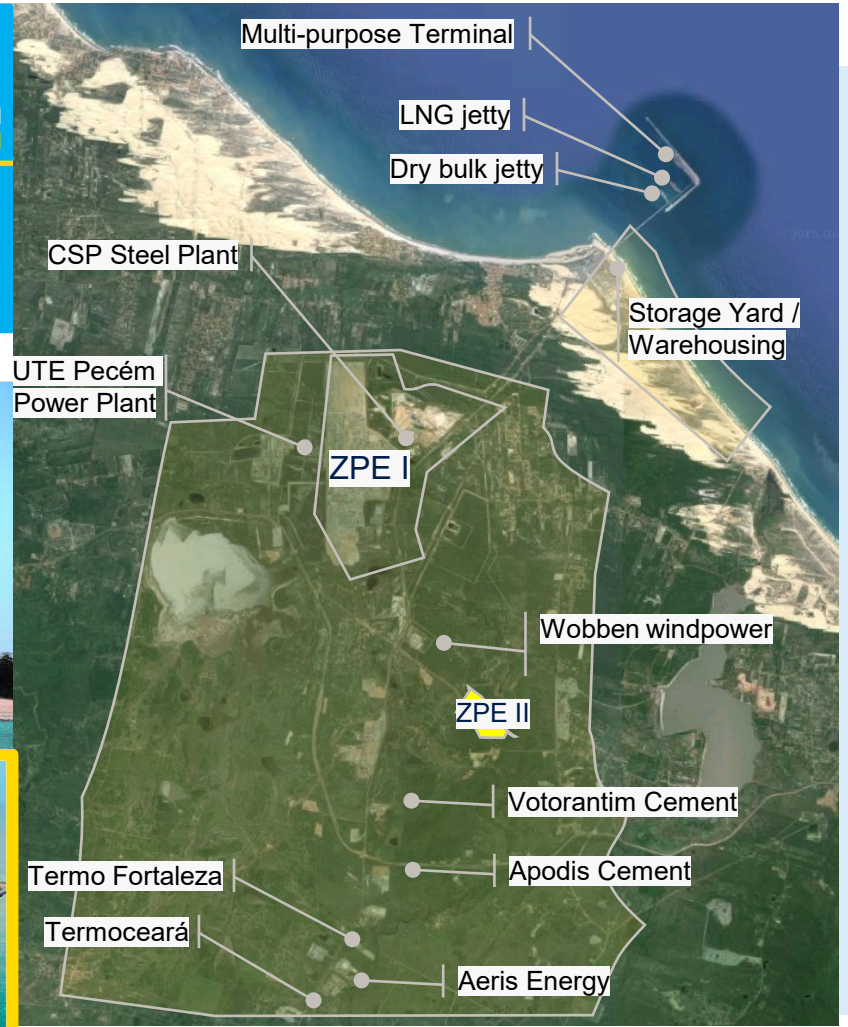 Multi-purpose Terminal
LNG jetty
Dry bulk jetty
CSP Steel Plant
Storage Yard /
Warehousing
UTE Pecém
Power Plant
ZPE I
Wobben windpower
ZPE II
Votorantim Cement
Apodis Cement
Termo Fortaleza
Termoceará
Aeris Energy